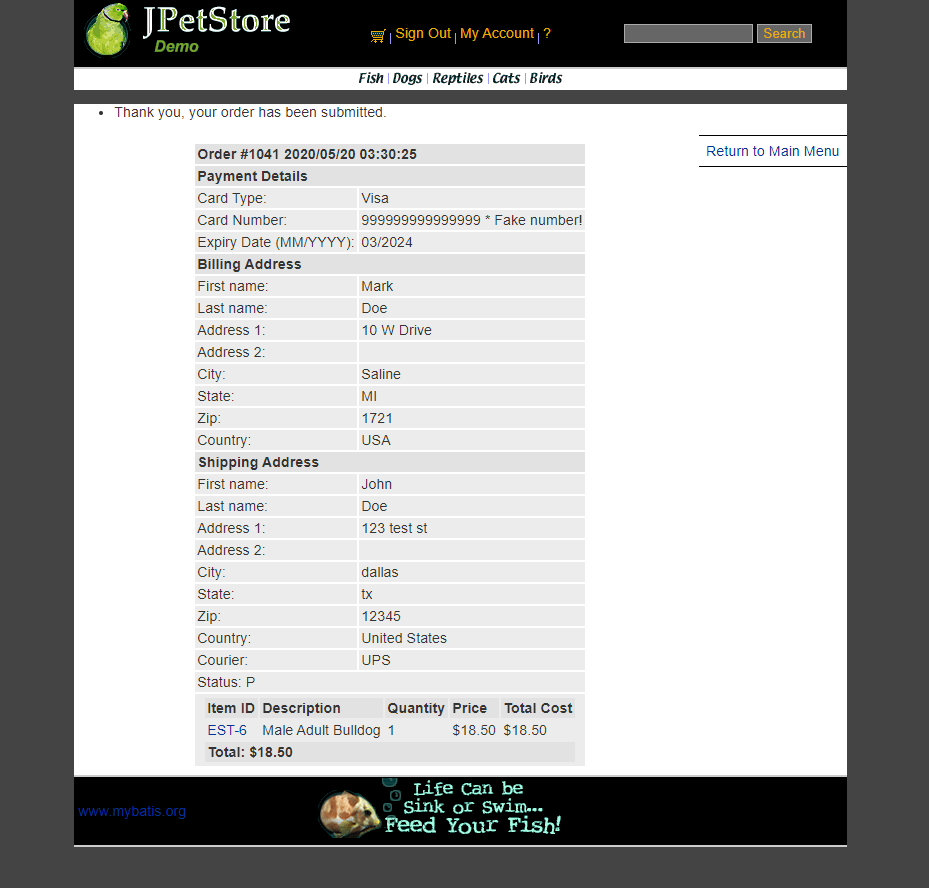 JPetStore
Demo
Sign Out | My Account | ?
Search
Fish | Dogs | Reptiles | Cats | Birds
• Thank you, your order has been submitted.
Return to Main Menu
Order #1041 2020/05/20 03:30:25
Payment Details
Card Type: Visa
Card Number: 999999999999999 * Fake number!
Expiry Date (MM/YYYY): 03/2024
Billing Address
First name: Mark
Last name: Doe
Address 1: 10 W Drive
Address 2:
City: Saline
State: MI
Zip: 1721
Country: USA
Shipping Address
First name: John
Last name: Doe
Address 1: 123 test st
Address 2:
City: dallas
State: tx
Zip: 12345
Country: United States
Courier: UPS
Status: P
Item ID Description Quantity Price Total Cost
EST-6 Male Adult Bulldog 1 $18.50 $18.50
Total: $18.50
www.mybatis.org
Life Can be
Sink or Swim...
Feed Your Fish!